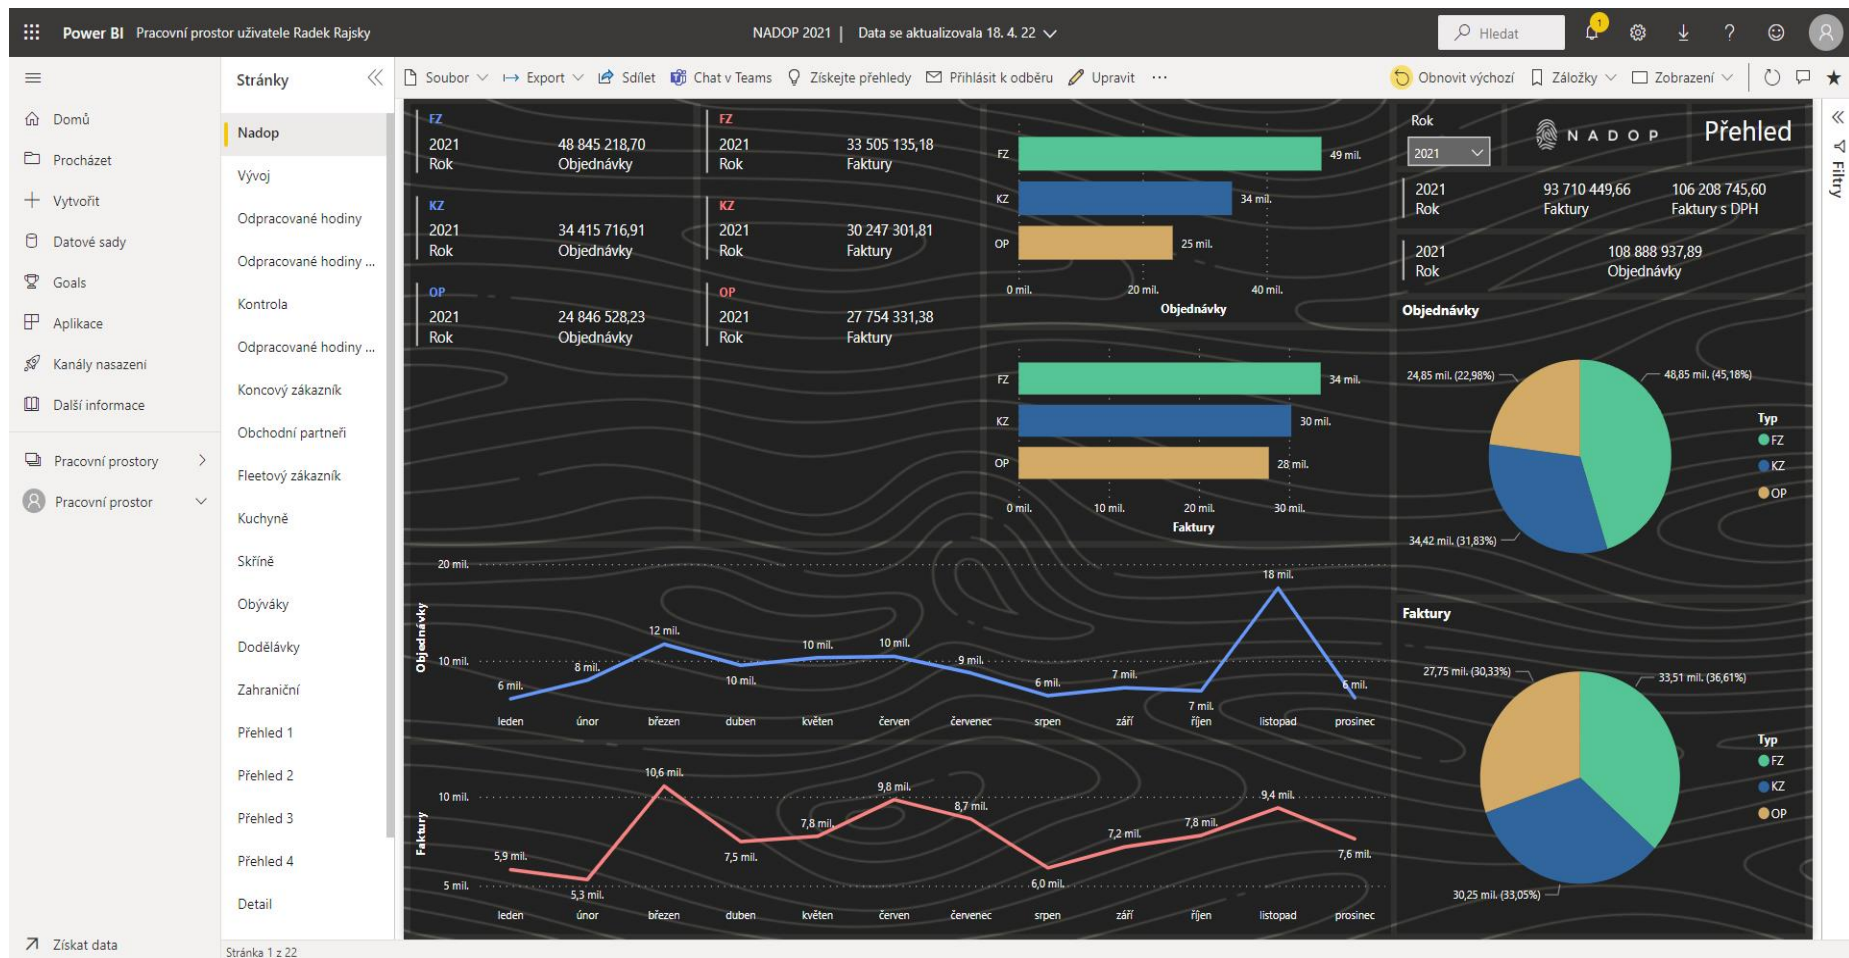 Power BI Pracovní prostor uživatele Radek Rajsky
NADOP 2021 | Data se aktualizovala 18. 4. 22
Hledat
1
Domů
Procházet
Vytvořit
Datové sady
Goals
Aplikace
Kanály nasazení
Další informace
Pracovní prostory
Pracovní prostor
Získat data
Stránky
Nadop
Vývoj
Odpracované hodiny
Odpracované hodiny ...
Kontrola
Odpracované hodiny ...
Koncový zákazník
Obchodní partneři
Fleetový zákazník
Kuchyně
Skříně
Obýváky
Dodělávky
Zahraniční
Přehled 1
Přehled 2
Přehled 3
Přehled 4
Detail
Stránka 1 z 22
Soubor Export Sdílet Chat v Teams Získejte přehledy Přihlásit k odběru Upravit ...
Obnovit výchozí Záložky Zobrazení
Filtry
FZ
2021 48 845 218,70
Rok Objednávky
FZ
2021 33 505 135,18
Rok Faktury
KZ
2021 34 415 716,91
Rok Objednávky
KZ
2021 30 247 301,81
Rok Faktury
OP
2021 24 846 528,23
Rok Objednávky
OP
2021 27 754 331,38
Rok Faktury
FZ 49 mil.
KZ 34 mil.
OP 25 mil.
0 mil. 20 mil. 40 mil.
Objednávky
FZ 34 mil.
KZ 30 mil.
OP 28 mil.
0 mil. 10 mil. 20 mil. 30 mil.
Faktury
Rok
2021
NADOP
Přehled
2021 93 710 449,66 106 208 745,60
Rok Faktury Faktury s DPH
2021 108 888 937,89
Rok Objednávky
Objednávky
24,85 mil. (22,98%)
48,85 mil. (45,18%)
34,42 mil. (31,83%)
Typ
FZ
KZ
OP
Faktury
27,75 mil. (30,33%)
33,51 mil. (36,61%)
30,25 mil. (33,05%)
Typ
FZ
KZ
OP
Objednávky
20 mil.
10 mil.
6 mil. 8 mil. 12 mil. 10 mil. 10 mil. 10 mil. 9 mil. 6 mil. 7 mil. 7 mil. 18 mil. 6 mil.
leden únor březen duben květen červen červenec srpen září říjen listopad prosinec
Faktury
10 mil.
5 mil.
5,9 mil. 5,3 mil. 10,6 mil. 7,5 mil. 7,8 mil. 9,8 mil. 8,7 mil. 6,0 mil. 7,2 mil. 7,8 mil. 9,4 mil. 7,6 mil.
leden únor březen duben květen červen červenec srpen září říjen listopad prosinec